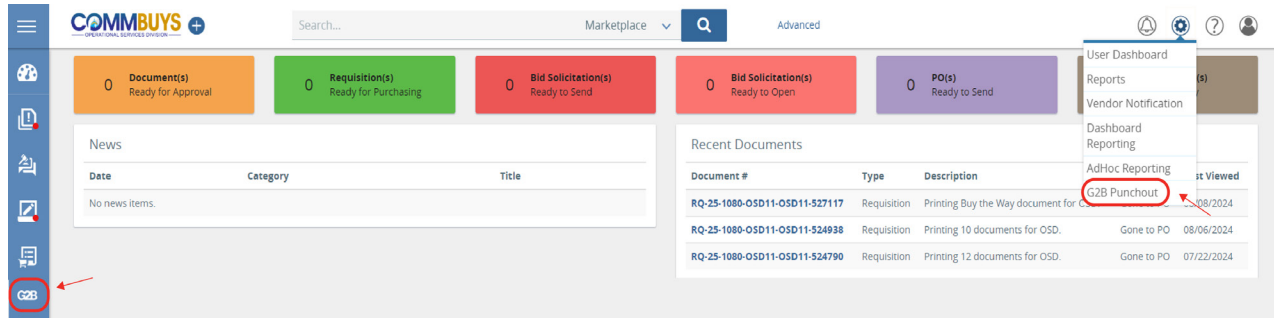 COMMBUYS
OPERATIONAL SERVICES DIVISION
Search...
Marketplace
Advanced
User Dashboard
Reports
Vendor Notification
Dashboard
Reporting
AdHoc Reporting
G2B Punchout
0 Document(s)
Ready for Approval
0 Requisition(s)
Ready for Purchasing
0 Bid Solicitation(s)
Ready to Send
0 Bid Solicitation(s)
Ready to Open
0 PO(s)
Ready to Send
(s)
News
Date Category Title
No news items.
Recent Documents
Document # Type Description st Viewed
RQ-25-1080-OSD11-OSD11-527117 Requisition Printing Buy the Way document for /08/2024
RQ-25-1080-OSD11-OSD11-524938 Requisition Printing 10 documents for OSD. Gone to PO 08/06/2024
RQ-25-1080-OSD11-OSD11-524790 Requisition Printing 12 documents for OSD. Gone to PO 07/22/2024
G2B